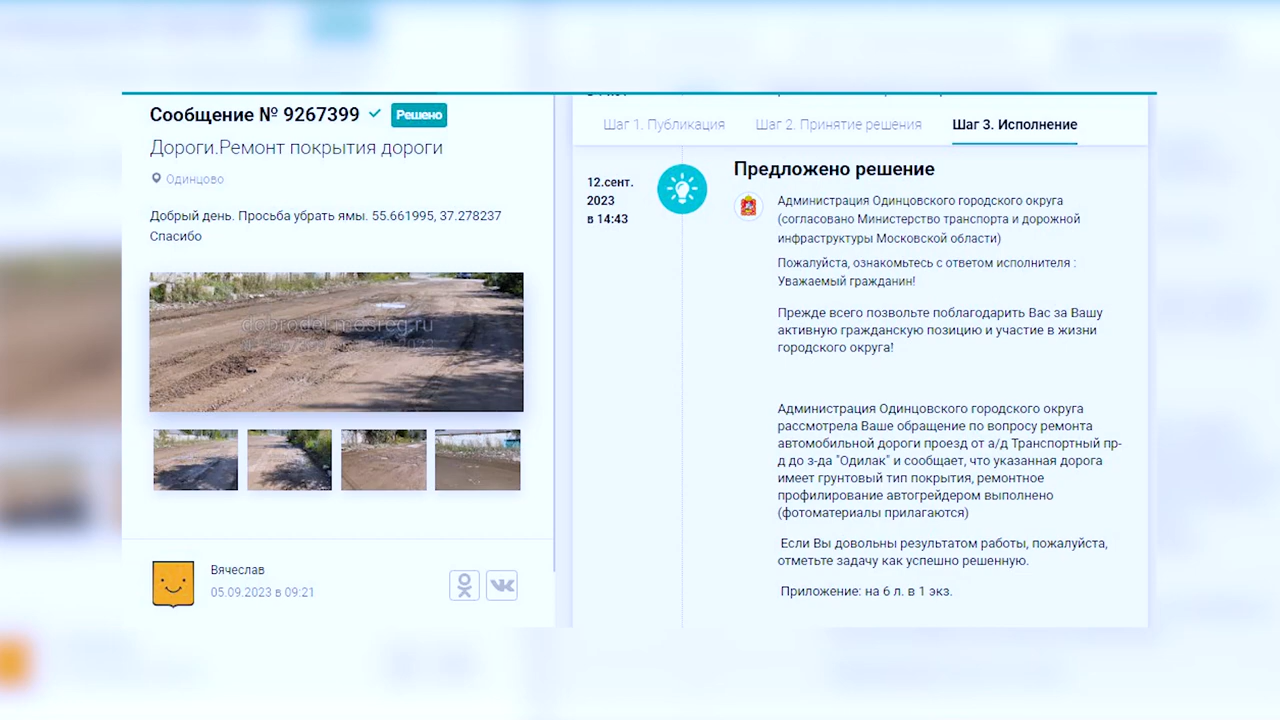 Сообщение № 9267399
Решено
Дороги.Ремонт покрытия дороги
Одинцово
Добрый день. Просьба убрать ямы. 55.661995, 37.278237
Спасибо
dobrodel.mosreg.ru
Вячеслав
05.09.2023 в 09:21
Шаг 1. Публикация
Шаг 2. Принятие решения
Шаг 3. Исполнение
12.сент.
2023
в 14:43
Предложено решение
Администрация Одинцовского городского округа
(согласовано Министерство транспорта и дорожной
инфраструктуры Московской области)
Пожалуйста, ознакомьтесь с ответом исполнителя :
Уважаемый гражданин!
Прежде всего позвольте поблагодарить Вас за Вашу
активную гражданскую позицию и участие в жизни
городского округа!
Администрация Одинцовского городского округа
рассмотрела Ваше обращение по вопросу ремонта
автомобильной дороги проезд от а/д Транспортный пр-
д до з-да "Одилак" и сообщает, что указанная дорога
имеет грунтовый тип покрытия, ремонтное
профилирование автогрейдером выполнено
(фотоматериалы прилагаются)
Если Вы довольны результатом работы, пожалуйста,
отметьте задачу как успешно решенную.
Приложение: на 6 л. в 1 экз.